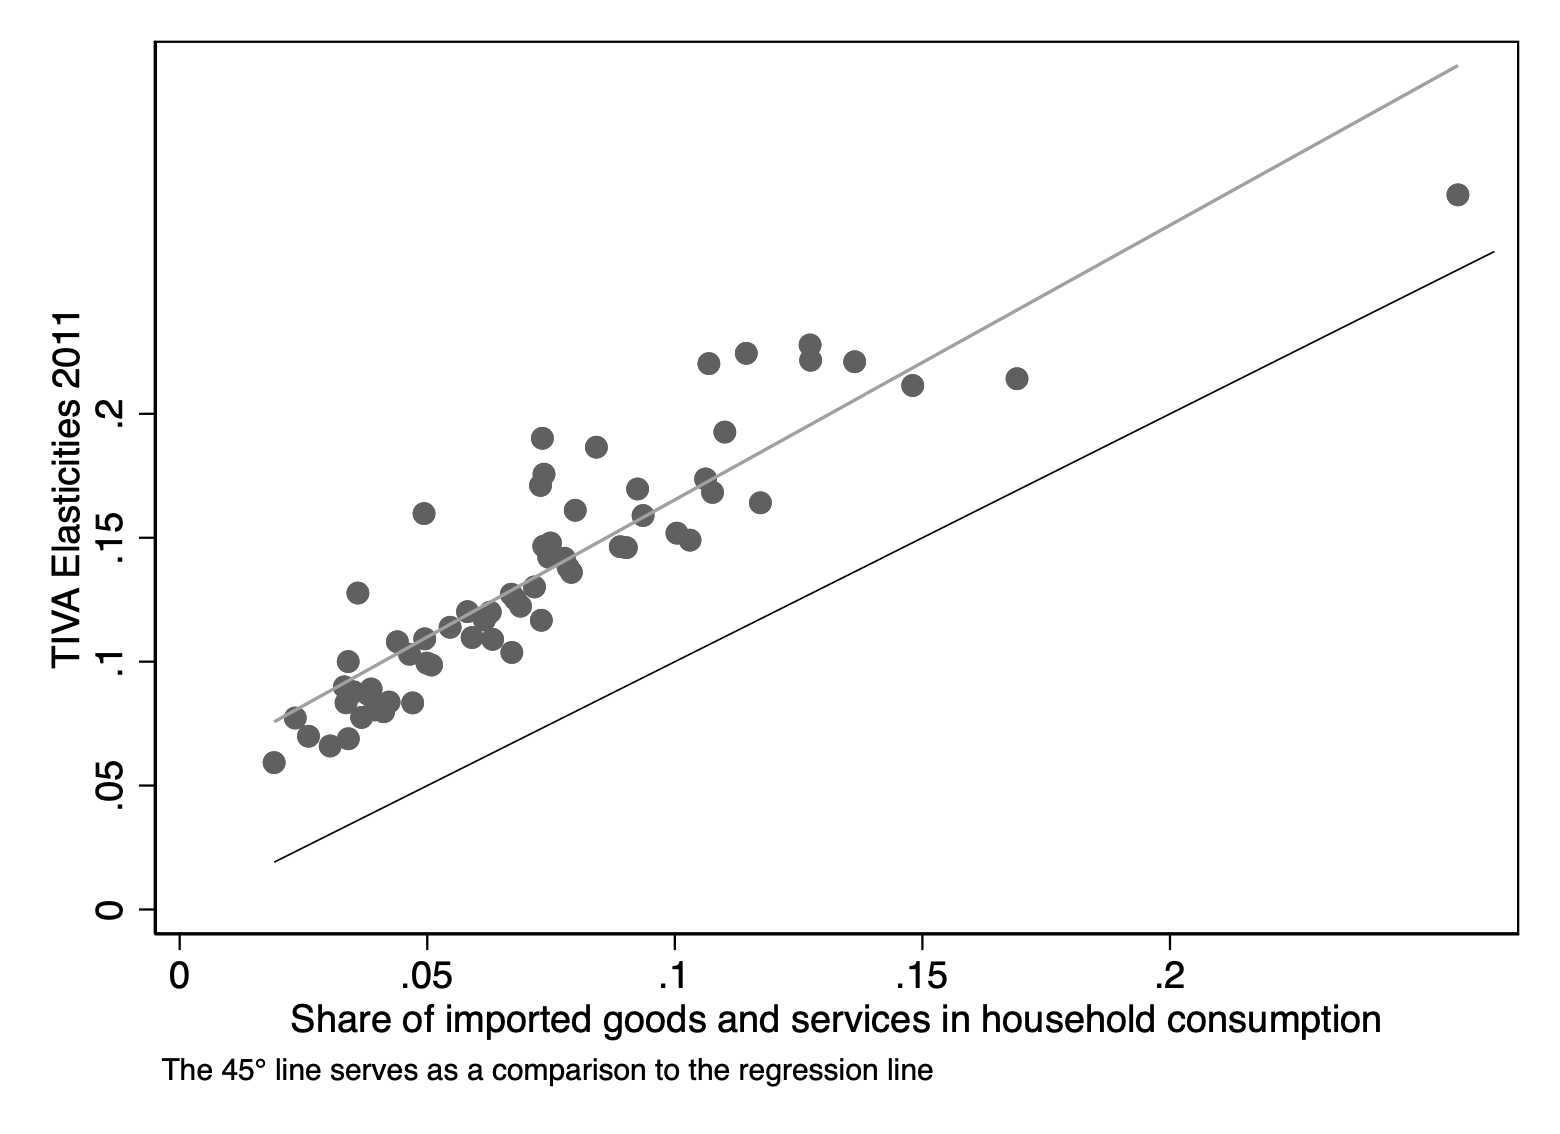 TIVA Elasticities 2011
.2
.15
.1
.05
0
0 .05 .1 .15 .2
Share of imported goods and services in household consumption
The 45° line serves as a comparison to the regression line